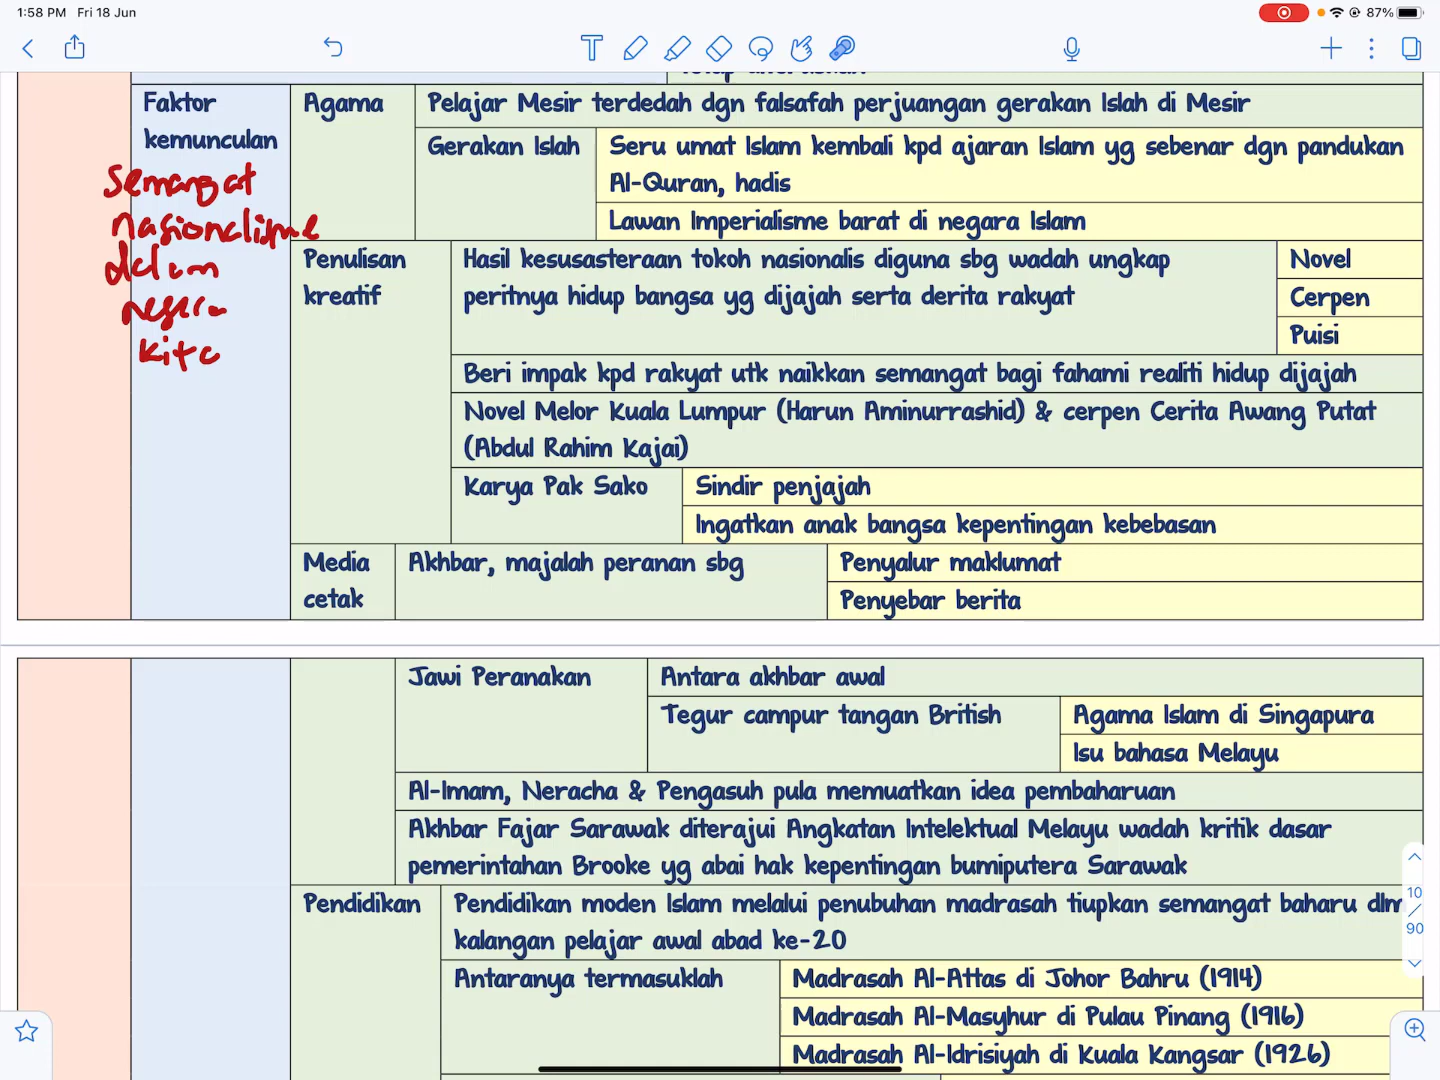 1:58 PM Fri 18 Jun
87%
Faktor kemunculan
semangat
nasionalisme
dalam
negara
kita
Agama
Pelajar Mesir terdedah dgn falsafah perjuangan gerakan Islah di Mesir
Gerakan Islah
Seru umat Islam kembali kpd ajaran Islam yg sebenar dgn pandukan
Al-Quran, hadis
Lawan Imperialisme barat di negara Islam
Penulisan
kreatif
Hasil kesusasteraan tokoh nasionalis diguna sbg wadah ungkap
peritnya hidup bangsa yg dijajah serta derita rakyat
Novel
Cerpen
Puisi
Beri impak kpd rakyat utk naikkan semangat bagi fahami realiti hidup dijajah
Novel Melor Kuala Lumpur (Harun Aminurrashid) & cerpen Cerita Awang Putat
(Abdul Rahim Kajai)
Karya Pak Sako
Sindir penjajah
Ingatkan anak bangsa kepentingan kebebasan
Media
cetak
Akhbar, majalah peranan sbg
Penyalur maklumat
Penyebar berita
Jawi Peranakan
Antara akhbar awal
Tegur campur tangan British
Agama Islam di Singapura
Isu bahasa Melayu
Al-Imam, Neracha & Pengasuh pula memuatkan idea pembaharuan
Akhbar Fajar Sarawak diterajui Angkatan Intelektual Melayu wadah kritik dasar
pemerintahan Brooke yg abai hak kepentingan bumiputera Sarawak
Pendidikan
Pendidikan moden Islam melalui penubuhan madrasah tiupkan semangat baharu dlm
kalangan pelajar awal abad ke-20
Antaranya termasuklah
Madrasah Al-Attas di Johor Bahru (1914)
Madrasah Al-Masyhur di Pulau Pinang (1916)
Madrasah Al-Idrisiyah di Kuala Kangsar (1926)
10
/
90